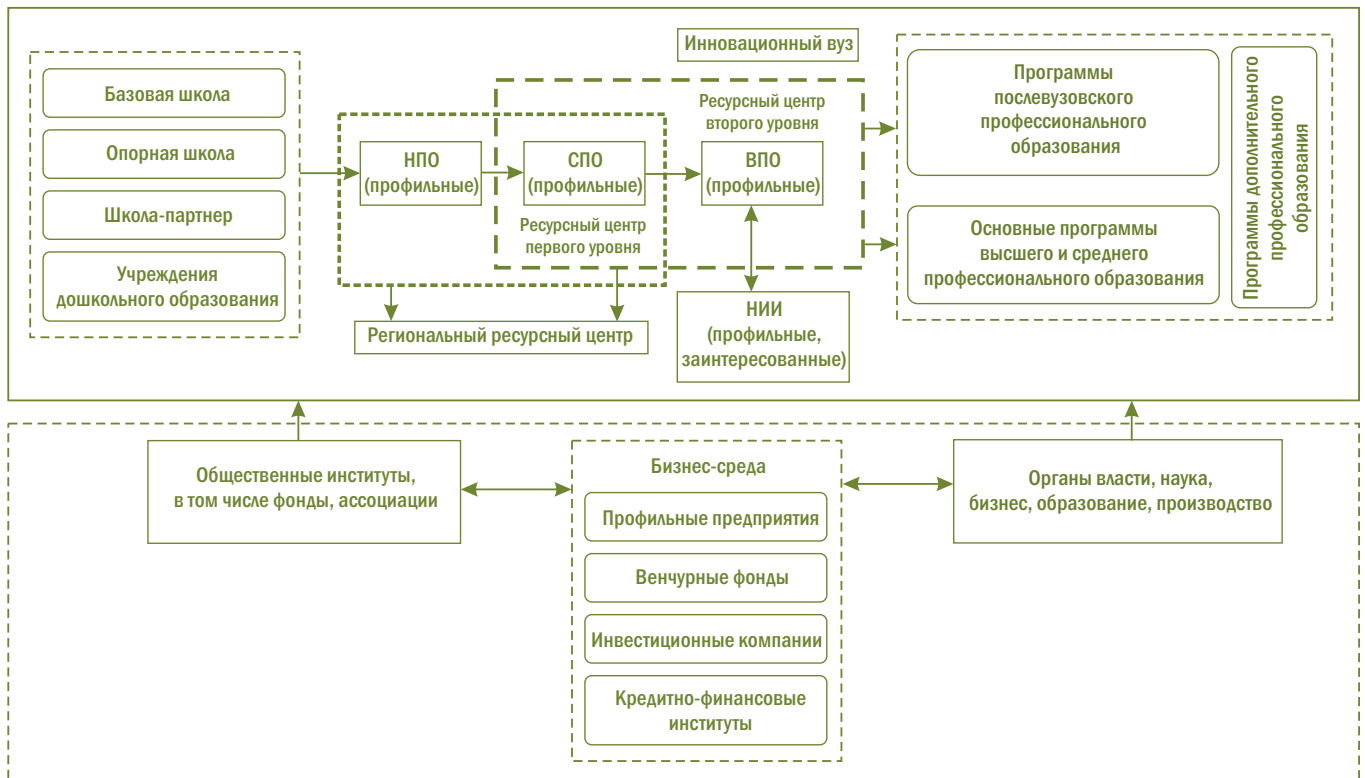 Инновационный вуз
Базовая школа
Опорная школа
Школа-партнер
Учреждения
дошкольного образования
НПО
(профильные)
СПО
(профильные)
Ресурсный центр
первого уровня
Ресурсный центр
второго уровня
ВПО
(профильные)
Региональный ресурсный центр
НИИ
(профильные,
заинтересованные)
Программы
послевузовского
профессионального
образования
Основные программы
высшего и среднего
профессионального образования
Программы дополнительного
профессионального
образования
Общественные институты,
в том числе фонды, ассоциации
Бизнес-среда
Профильные предприятия
Венчурные фонды
Инвестиционные компании
Кредитно-финансовые
институты
Органы власти, наука,
бизнес, образование, производство